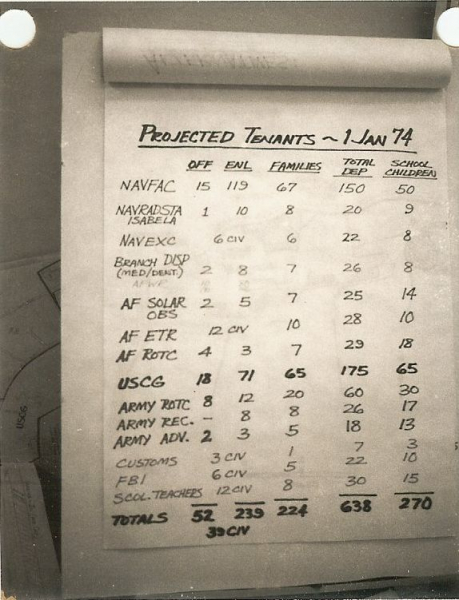 PROJECTED TENANTS ~ 1 JAN 74
OFF ENL FAMILIES TOTAL DEP SCHOOL CHILDREN
NAVFAC 15 119 67 150 50
NAVRADSTA ISABELA 1 10 8 20 9
NAVEXC 6 CIV 6 22 8
BRANCH DISP (MED/DENT.) 2 8 7 26 8
AFWR
AF SOLAR OBS 2 5 7 25 14
AF ETR 12 CIV 10 28 10
AF ROTC 4 3 7 29 18
USCG 18 71 65 175 65
ARMY ROTC 8 12 20 60 30
ARMY REC. - 8 8 26 17
ARMY ADV. 2 3 5 18 13
CUSTOMS 3 CIV 1 7 3
FBI 6 CIV 5 22 10
SCOL. TEACHERS 12 CIV 8 30 15
TOTALS 52 239 224 638 270
39 CIV
USCG